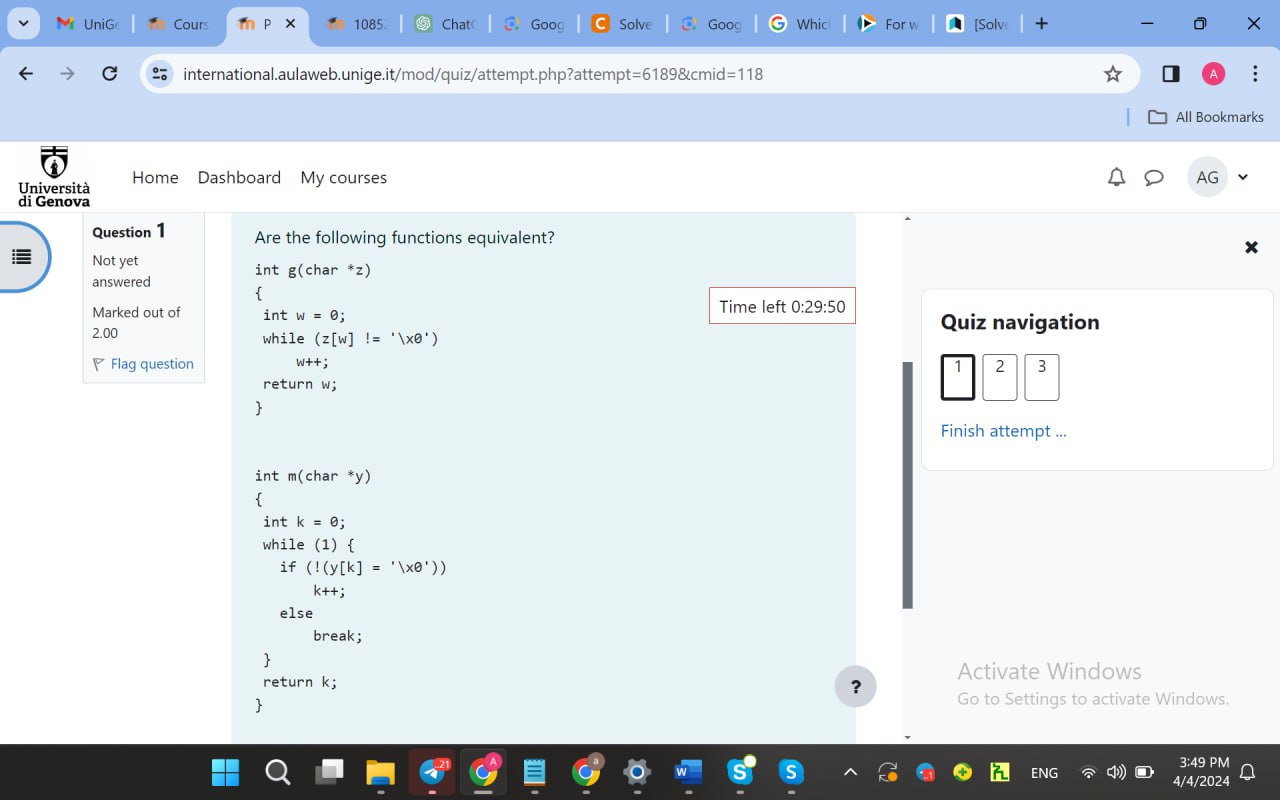 UniGe
Cours
P
1085
ChatG
Goog
Solve
Goog
Whic
For w
[Solve
international.aulaweb.unige.it/mod/quiz/attempt.php?attempt=6189&cmid=118
A
All Bookmarks
Università
di Genova
Home Dashboard My courses
AG
Question 1
Not yet
answered
Marked out of
2.00
Flag question
Are the following functions equivalent?
int g(char *z)
{
int w = 0;
while (z[w] != '\x0')
w++;
return w;
}
int m(char *y)
{
int k = 0;
while (1) {
if (!(y[k] = '\x0'))
k++;
else
break;
}
return k;
}
Time left 0:29:50
?
Quiz navigation
1 2 3
Finish attempt ...
Activate Windows
Go to Settings to activate Windows.
21
A
a
W
S
S
ENG
3:49 PM
4/4/2024